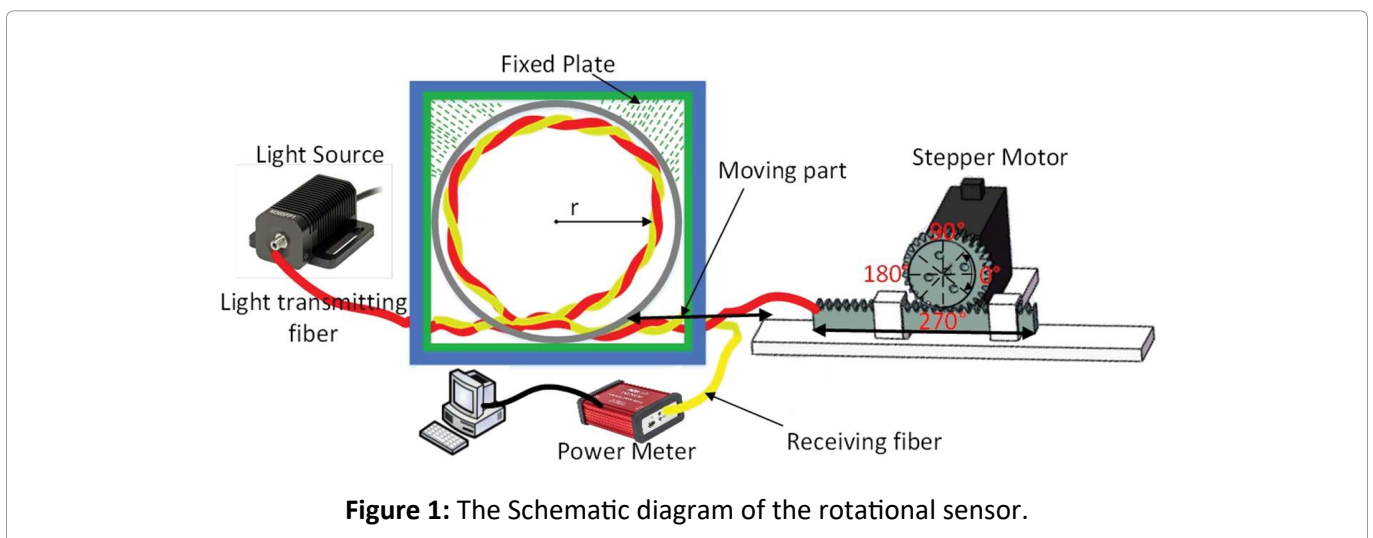 Fixed Plate
Light Source
Moving part
Stepper Motor
r
90°
180°
0°
270°
Light transmitting
fiber
Power Meter
Receiving fiber
Figure 1: The Schematic diagram of the rotational sensor.